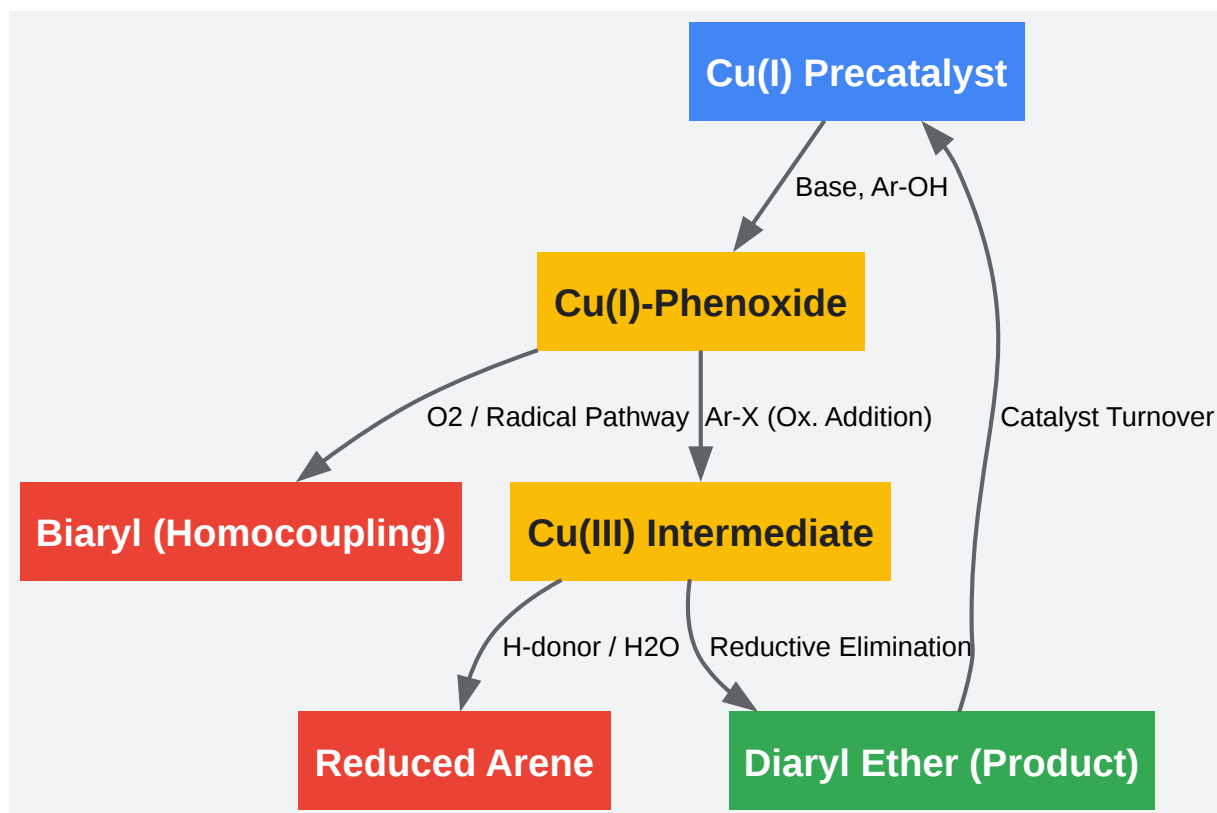 Cu(I) Precatalyst
Base, Ar-OH
Cu(I)-Phenoxide
O2 / Radical Pathway
Ar-X (Ox. Addition)
Catalyst Turnover
Biaryl (Homocoupling)
Cu(III) Intermediate
H-donor / H2O
Reductive Elimination
Reduced Arene
Diaryl Ether (Product)